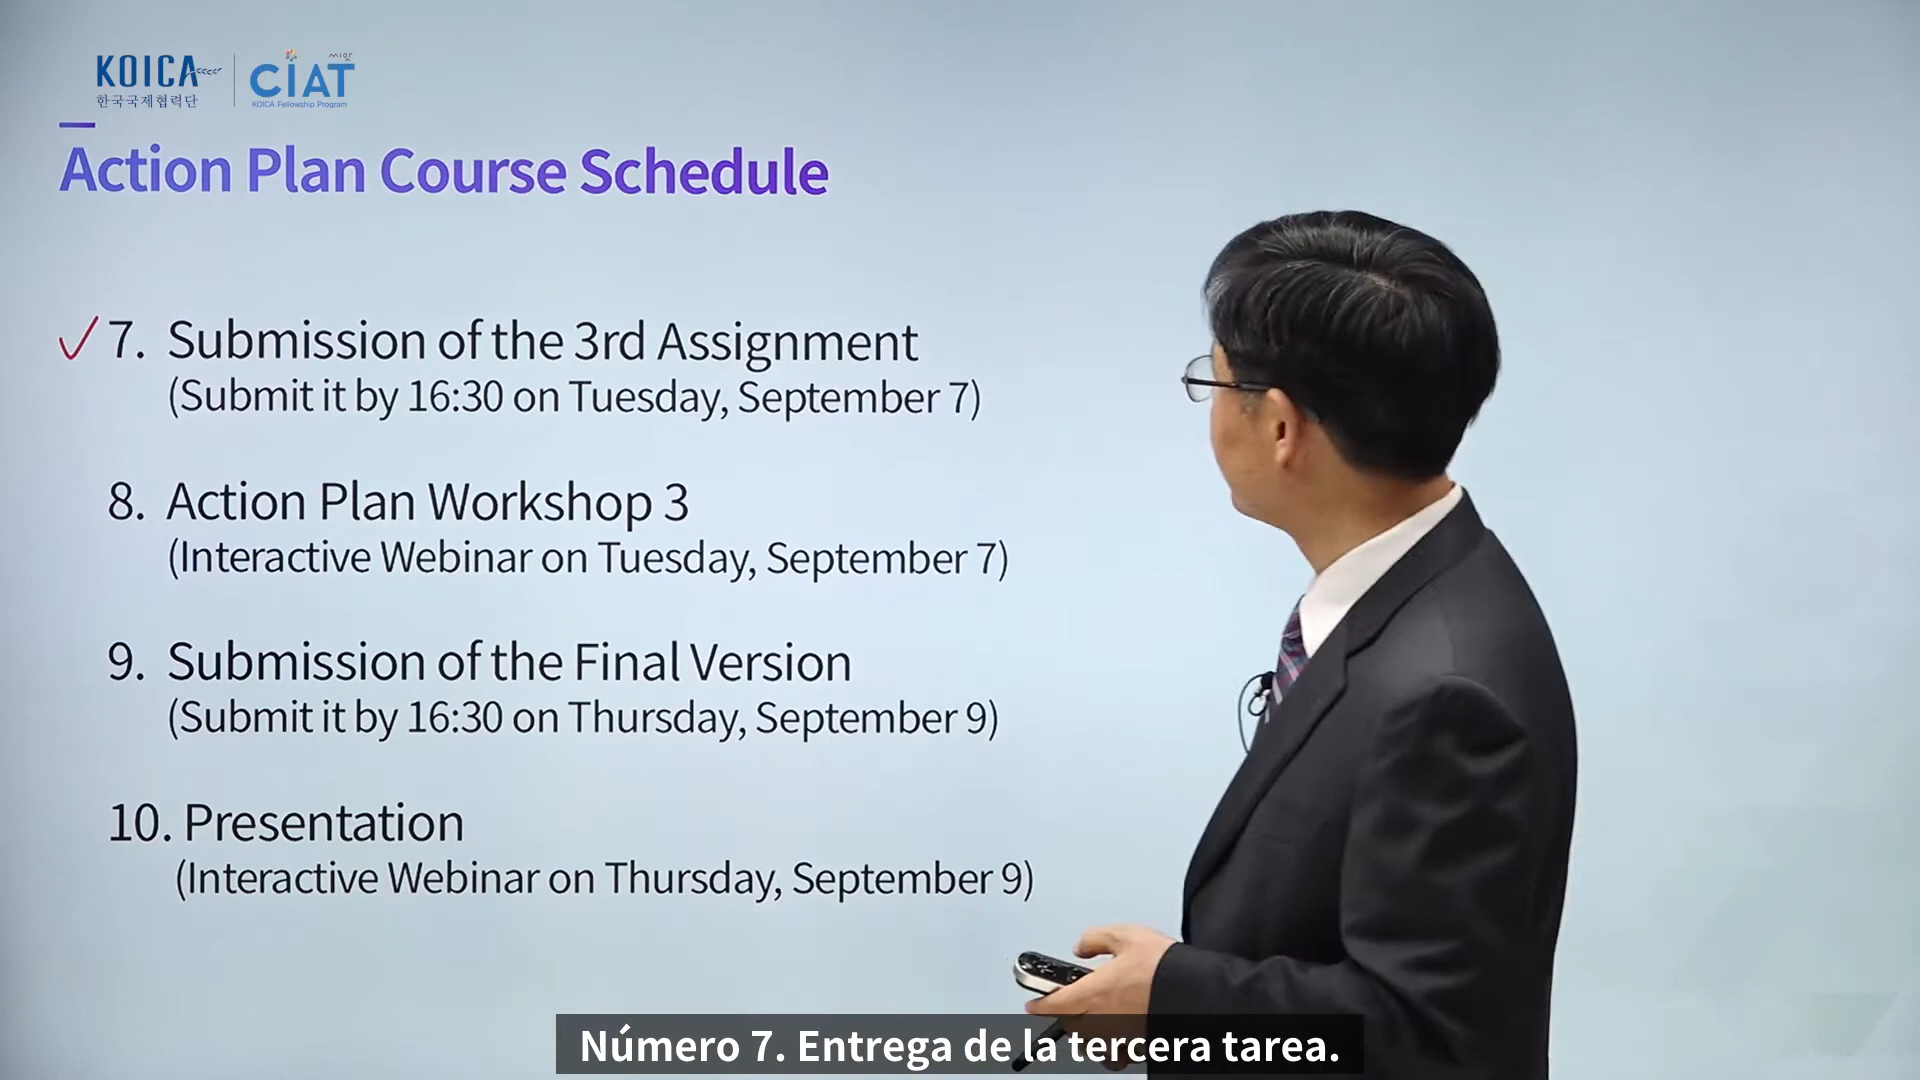 KOICA
한국국제협력단
씨앗
CIAT
KOICA Fellowship Program
Action Plan Course Schedule
7. Submission of the 3rd Assignment
(Submit it by 16:30 on Tuesday, September 7)
8. Action Plan Workshop 3
(Interactive Webinar on Tuesday, September 7)
9. Submission of the Final Version
(Submit it by 16:30 on Thursday, September 9)
10. Presentation
(Interactive Webinar on Thursday, September 9)
Número 7. Entrega de la tercera tarea.